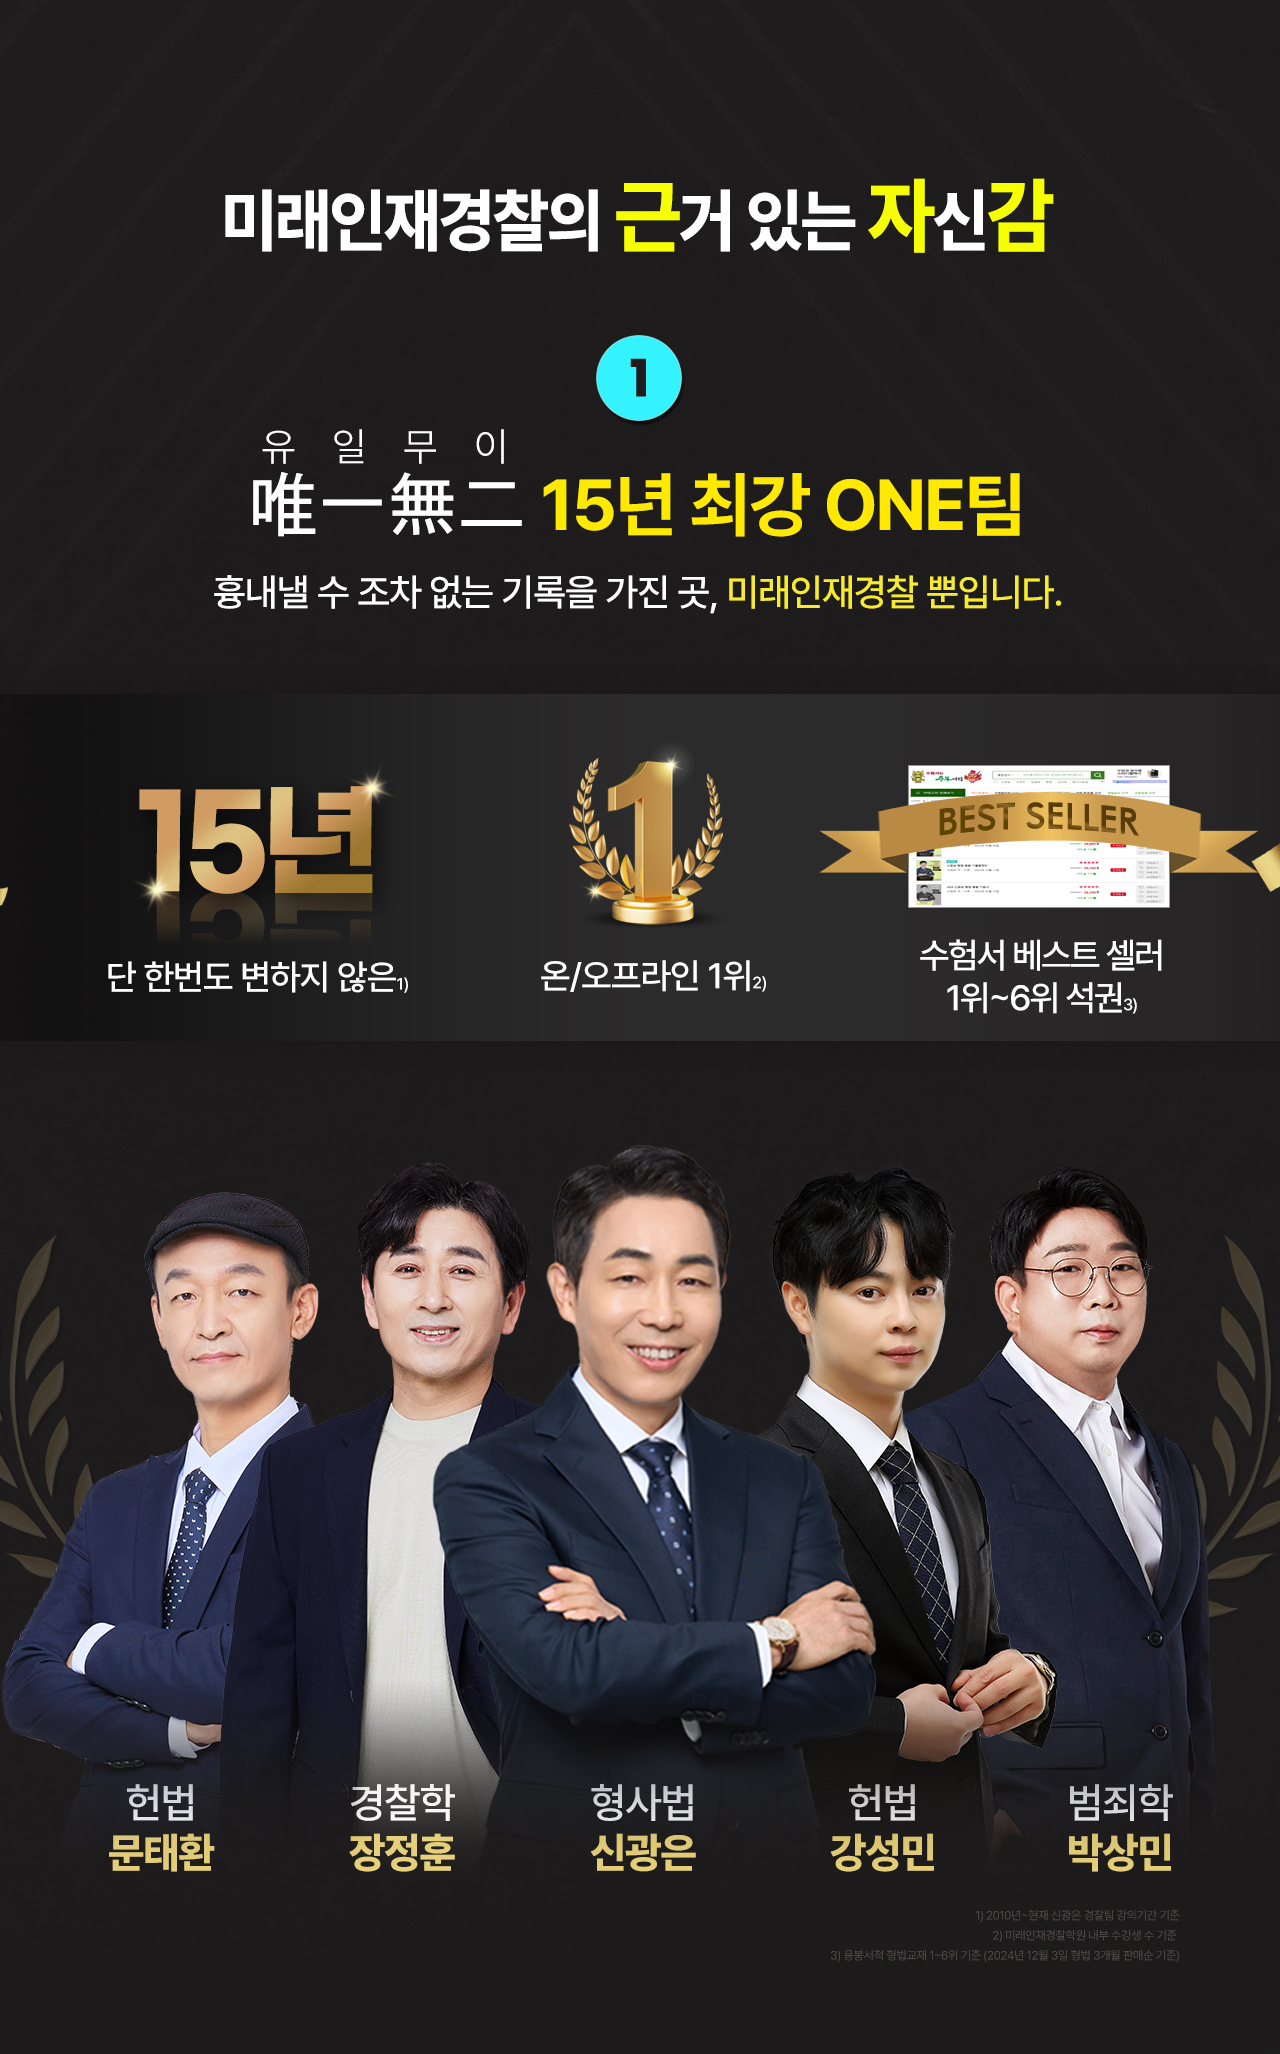 미래인재경찰의 근거 있는 자신감
1
유 일 무 이
唯一無二 15년 최강 ONE팀
흉내낼 수 조차 없는 기록을 가진 곳, 미래인재경찰 뿐입니다.
15년
단 한번도 변하지 않은1)
1
온/오프라인 1위2)
BEST SELLER
수험서 베스트 셀러
1위~6위 석권3)
헌법
문태환
경찰학
장정훈
형사법
신광은
헌법
강성민
범죄학
박상민
1) 2010년~현재 신광은 경찰팀 강의기간 기준
2) 미래인재경찰학원 내부 수강생 수 기준
3) 용봉서적 형법교재 1~6위 기준 (2024년 12월 3일 형법 3개월 판매순 기준)